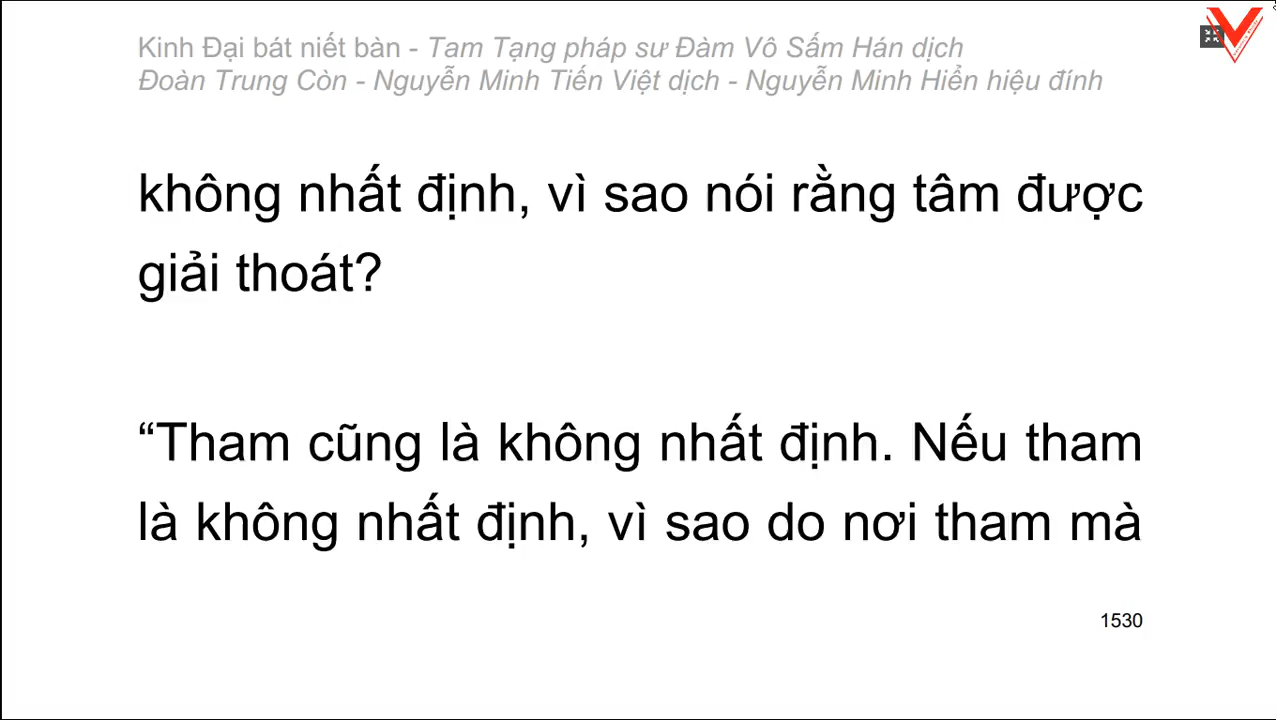 Kinh Đại bát niết bàn - Tam Tạng pháp sư Đàm Vô Sấm Hán dịch
Đoàn Trung Còn - Nguyễn Minh Tiến Việt dịch - Nguyễn Minh Hiển hiệu đính
không nhất định, vì sao nói rằng tâm được
giải thoát?
“Tham cũng là không nhất định. Nếu tham
là không nhất định, vì sao do nơi tham mà
1530